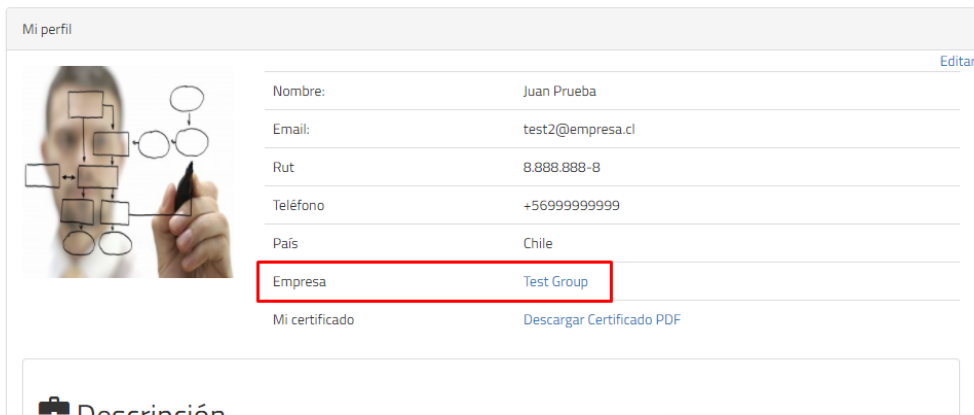 Mi perfil
Editar
Nombre: Juan Prueba
Email: test2@empresa.cl
Rut 8.888.888-8
Teléfono +56999999999
País Chile
Empresa Test Group
Mi certificado Descargar Certificado PDF
Descripción